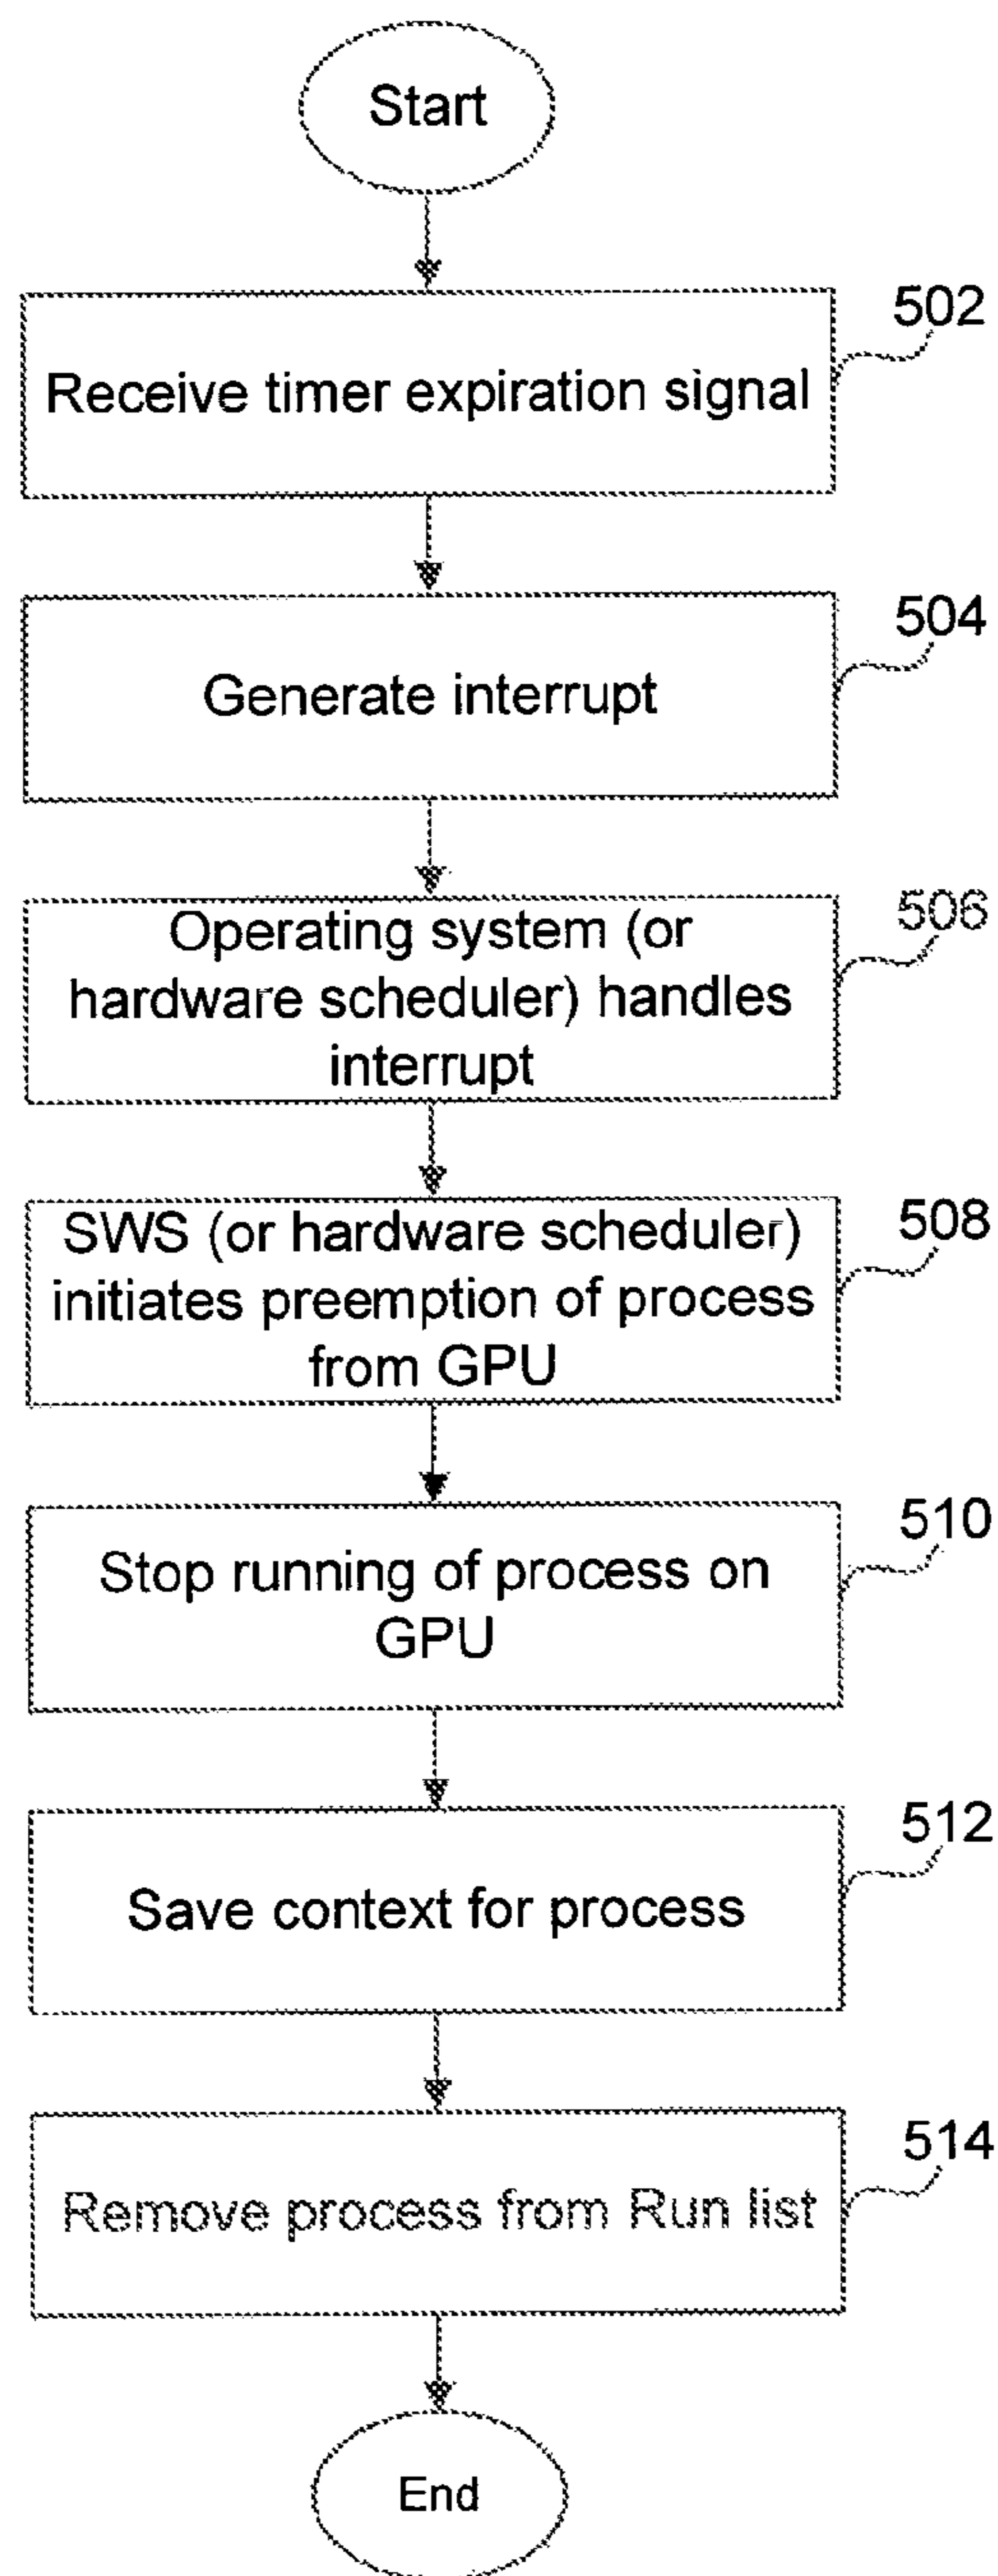 Start
502
Receive timer expiration signal
504
Generate interrupt
506
Operating system (or
hardware scheduler) handles
interrupt
508
SWS (or hardware scheduler)
initiates preemption of process
from GPU
510
Stop running of process on
GPU
512
Save context for process
514
Remove process from Run list
End